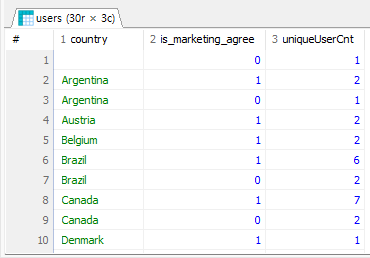 users (30r × 3c)
# 1 country 2 is_marketing_agree 3 uniqueUserCnt
1 0 1
2 Argentina 1 2
3 Argentina 0 1
4 Austria 1 2
5 Belgium 1 2
6 Brazil 1 6
7 Brazil 0 2
8 Canada 1 7
9 Canada 0 2
10 Denmark 1 1